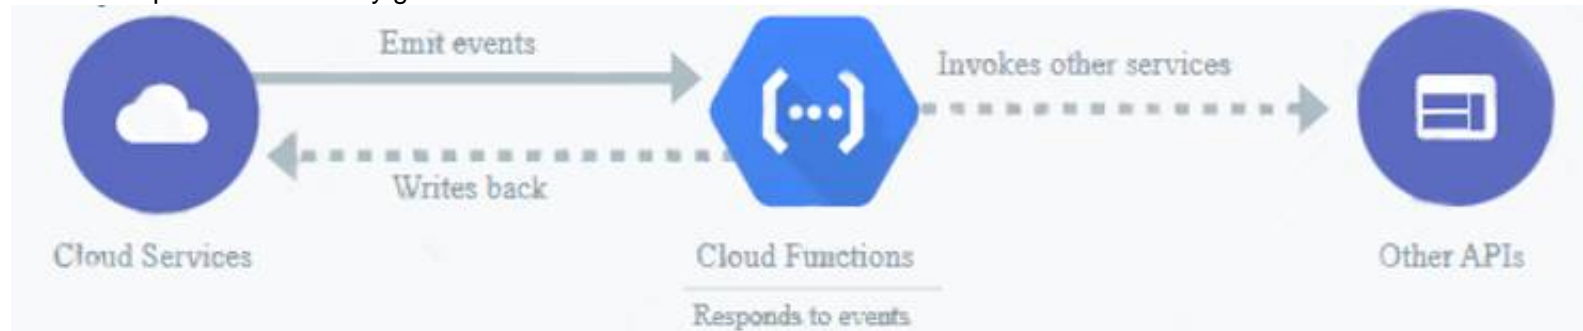 Emit events
Invokes other services
Writes back
Cloud Services
Cloud Functions
Other APIs
Responds to events